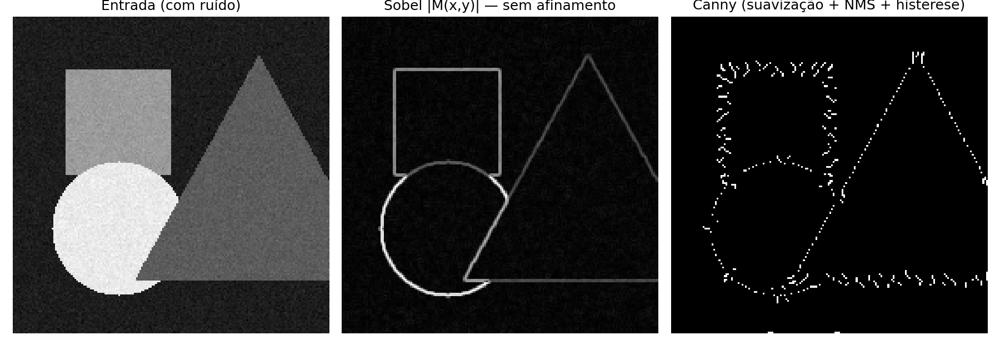 Entrada (com ruído)
Sobel |M(x,y)| — sem afinamento
Canny (suavização + NMS + histerese)